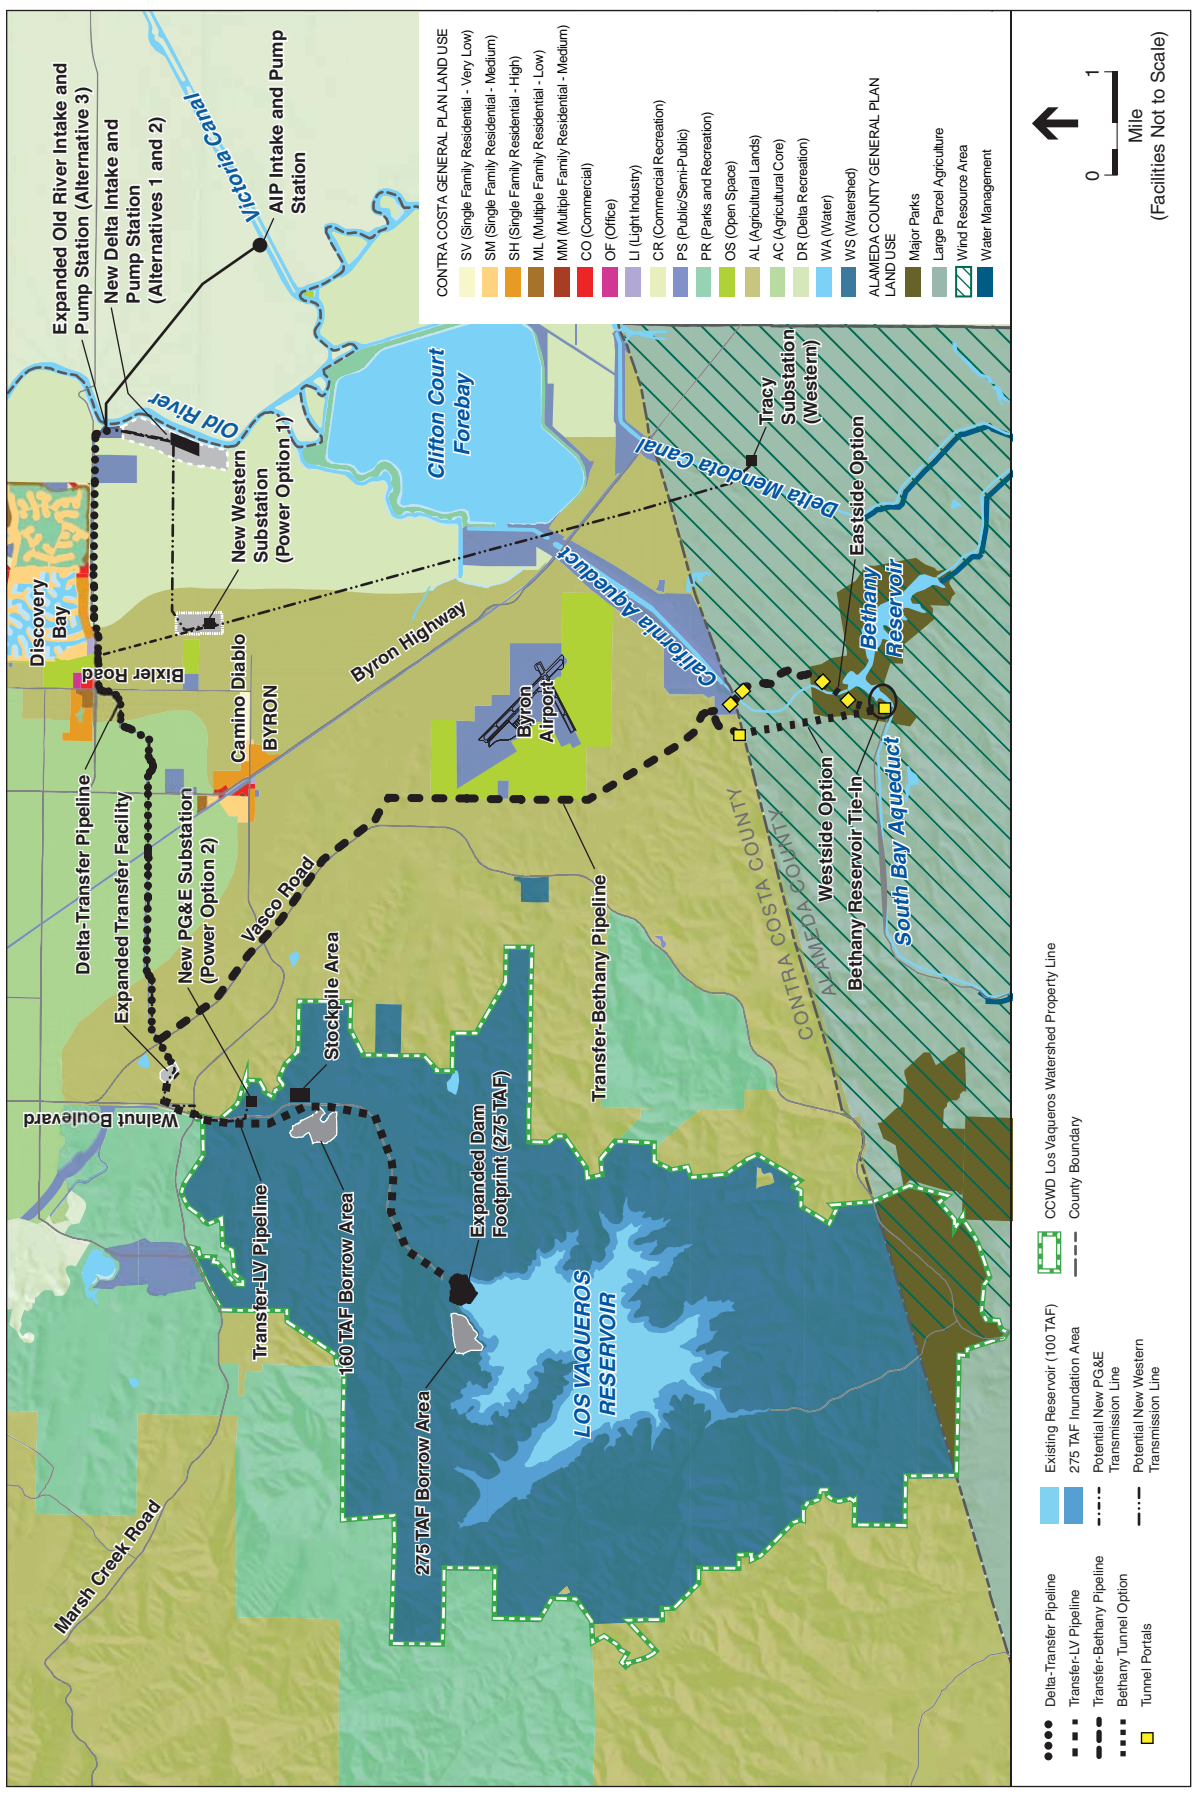 Expanded Old River Intake and
Pump Station (Alternative 3)
New Delta Intake and
Pump Station
(Alternatives 1 and 2)
Victoria Canal
AIP Intake and Pump
Station
Old River
Discovery
Bay
New Western
Substation
(Power Option 1)
Clifton Court
Forebay
Bixler Road
Camino Diablo
BYRON
Byron Highway
Byron
Airport
California Aqueduct
Delta Mendota Canal
Tracy
Substation
(Western)
Eastside Option
Bethany
Reservoir
Delta-Transfer Pipeline
Expanded Transfer Facility
New PG&E Substation
(Power Option 2)
Vasco Road
Stockpile Area
Walnut Boulevard
Transfer-Bethany Pipeline
CONTRA COSTA COUNTY
ALAMEDA COUNTY
Westside Option
Bethany Reservoir Tie-In
South Bay Aqueduct
Transfer-LV Pipeline
160 TAF Borrow Area
Expanded Dam
Footprint (275 TAF)
275 TAF Borrow Area
LOS VAQUEROS
RESERVOIR
Marsh Creek Road
CONTRA COSTA GENERAL PLAN LAND USE
SV (Single Family Residential - Very Low)
SM (Single Family Residential - Medium)
SH (Single Family Residential - High)
ML (Multiple Family Residential - Low)
MM (Multiple Family Residential - Medium)
CO (Commercial)
OF (Office)
LI (Light Industry)
CR (Commercial Recreation)
PS (Public/Semi-Public)
PR (Parks and Recreation)
OS (Open Space)
AL (Agricultural Lands)
AC (Agricultural Core)
DR (Delta Recreation)
WA (Water)
WS (Watershed)
ALAMEDA COUNTY GENERAL PLAN
LAND USE
Major Parks
Large Parcel Agriculture
Wind Resource Area
Water Management
Delta-Transfer Pipeline
Transfer-LV Pipeline
Transfer-Bethany Pipeline
Bethany Tunnel Option
Tunnel Portals
Existing Reservoir (100 TAF)
275 TAF Inundation Area
Potential New PG&E
Transmission Line
Potential New Western
Transmission Line
CCWD Los Vaqueros Watershed Property Line
County Boundary
0 1
Mile
(Facilities Not to Scale)